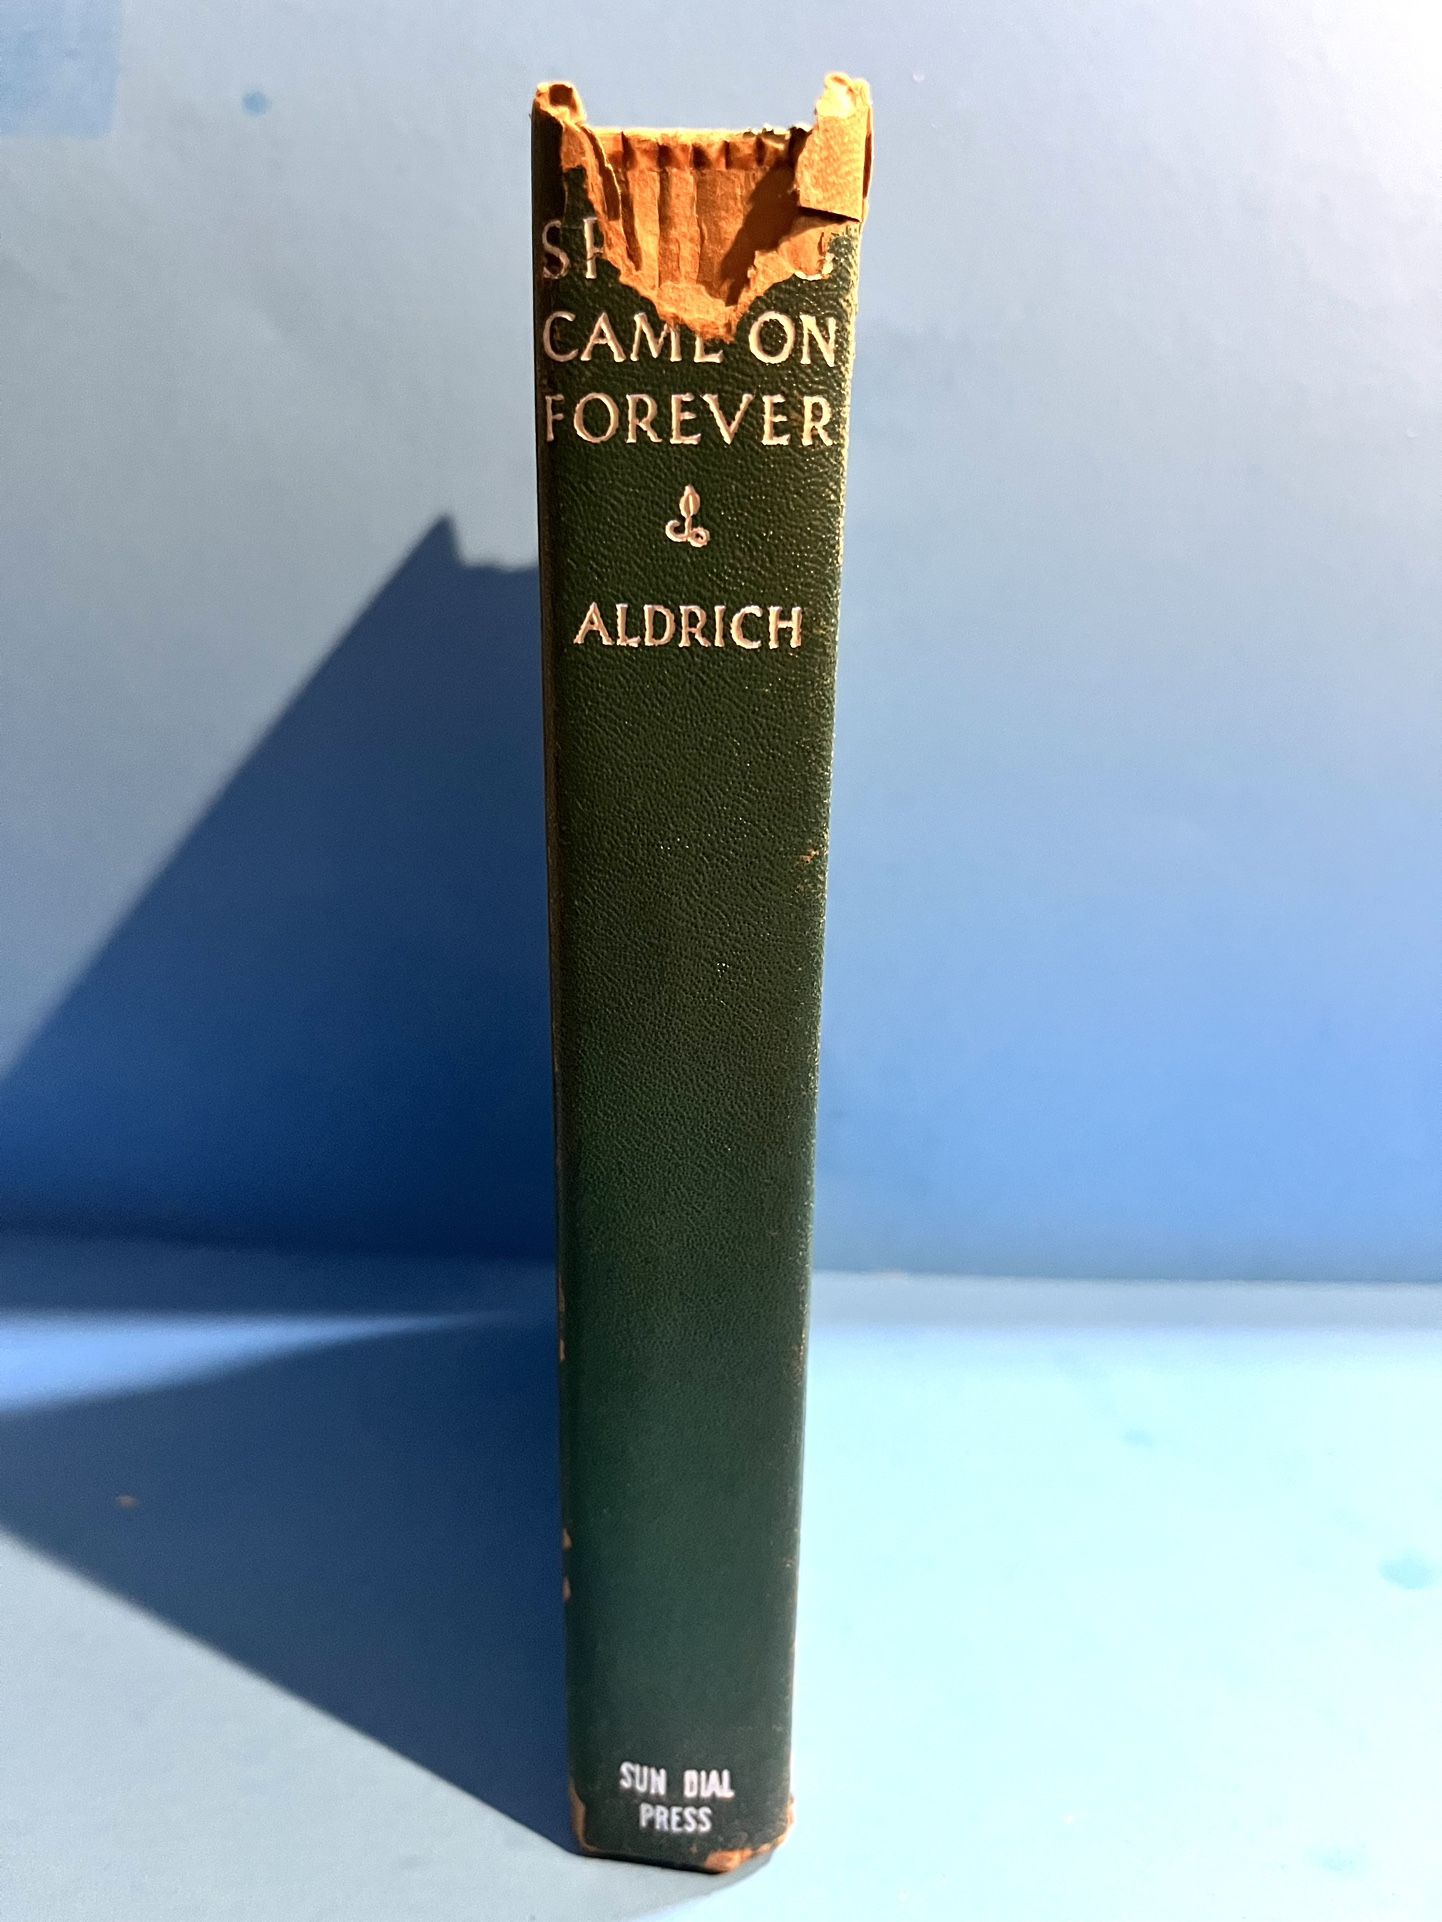 CAME ON
FOREVER
ALDRICH
SUN DIAL
PRESS